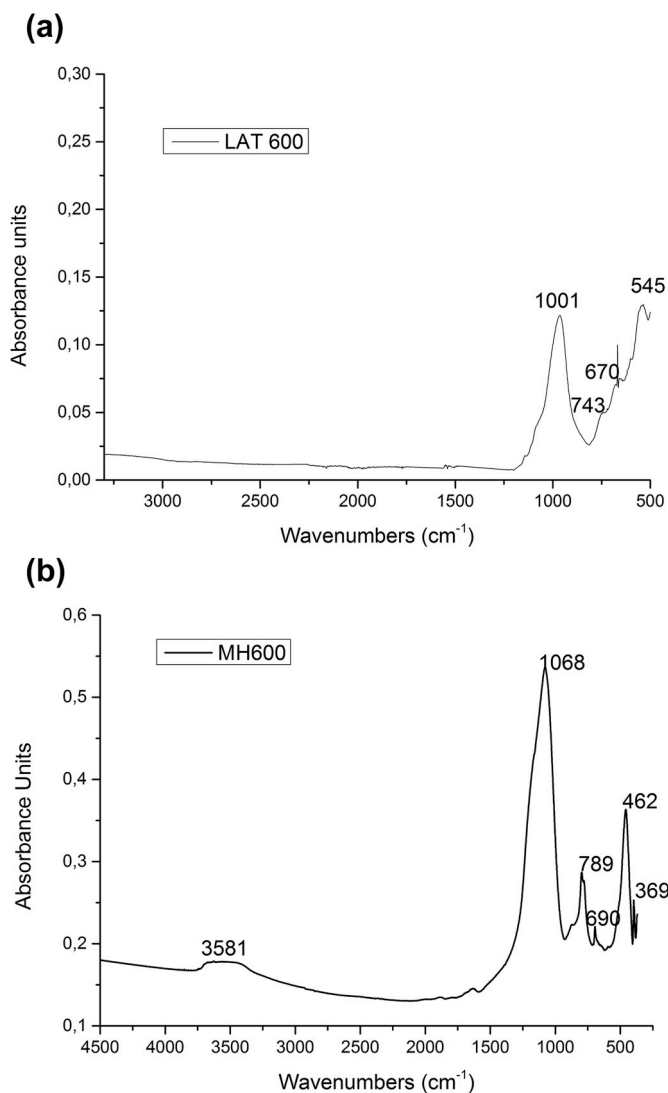 (a)
0,30
0,25
0,20
0,15
0,10
0,05
0,00
Absorbance units
LAT 600
1001
743
670
545
3000 2500 2000 1500 1000 500
Wavenumbers (cm⁻¹)
(b)
0,6
0,5
0,4
0,3
0,2
0,1
Absorbance Units
MH600
3581
1068
789
690
462
369
4500 4000 3500 3000 2500 2000 1500 1000 500
Wavenumbers (cm⁻¹)